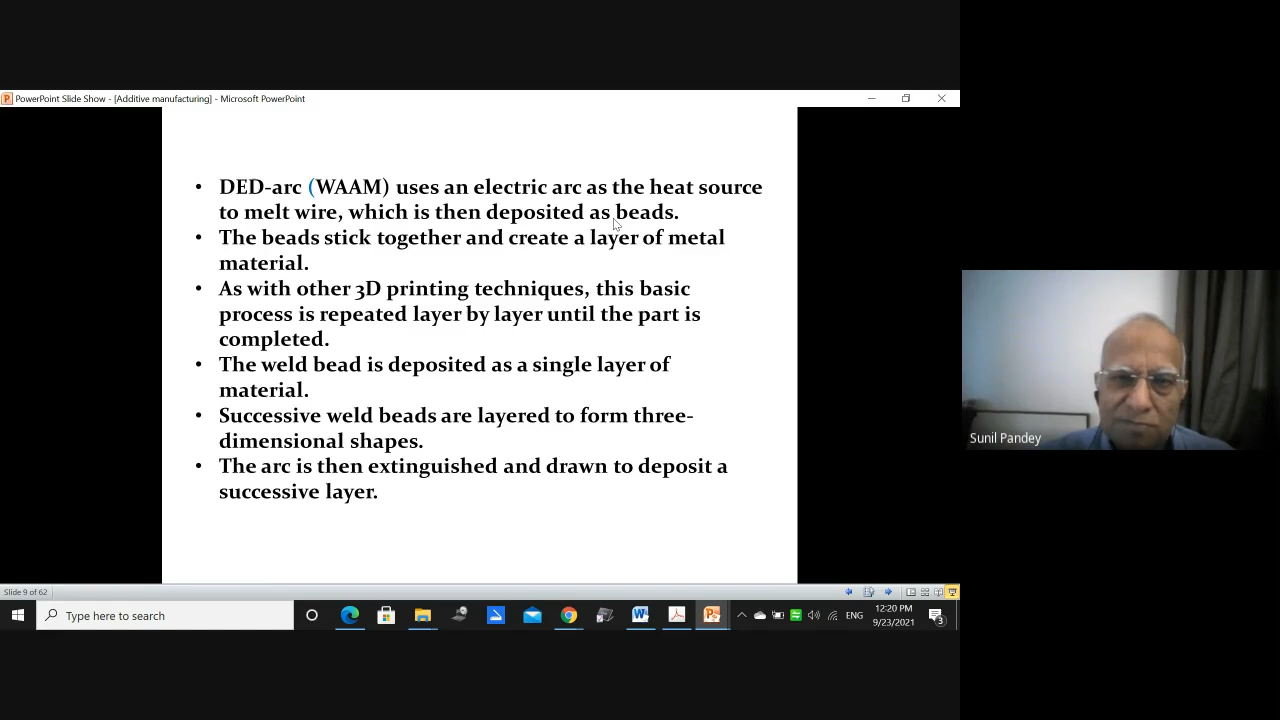 PowerPoint Slide Show - [Additive manufacturing] - Microsoft PowerPoint
• DED-arc (WAAM) uses an electric arc as the heat source
to melt wire, which is then deposited as beads.
• The beads stick together and create a layer of metal
material.
• As with other 3D printing techniques, this basic
process is repeated layer by layer until the part is
completed.
• The weld bead is deposited as a single layer of
material.
• Successive weld beads are layered to form three-
dimensional shapes.
• The arc is then extinguished and drawn to deposit a
successive layer.
Sunil Pandey
Slide 9 of 62
Type here to search
ENG
12:20 PM
9/23/2021
3